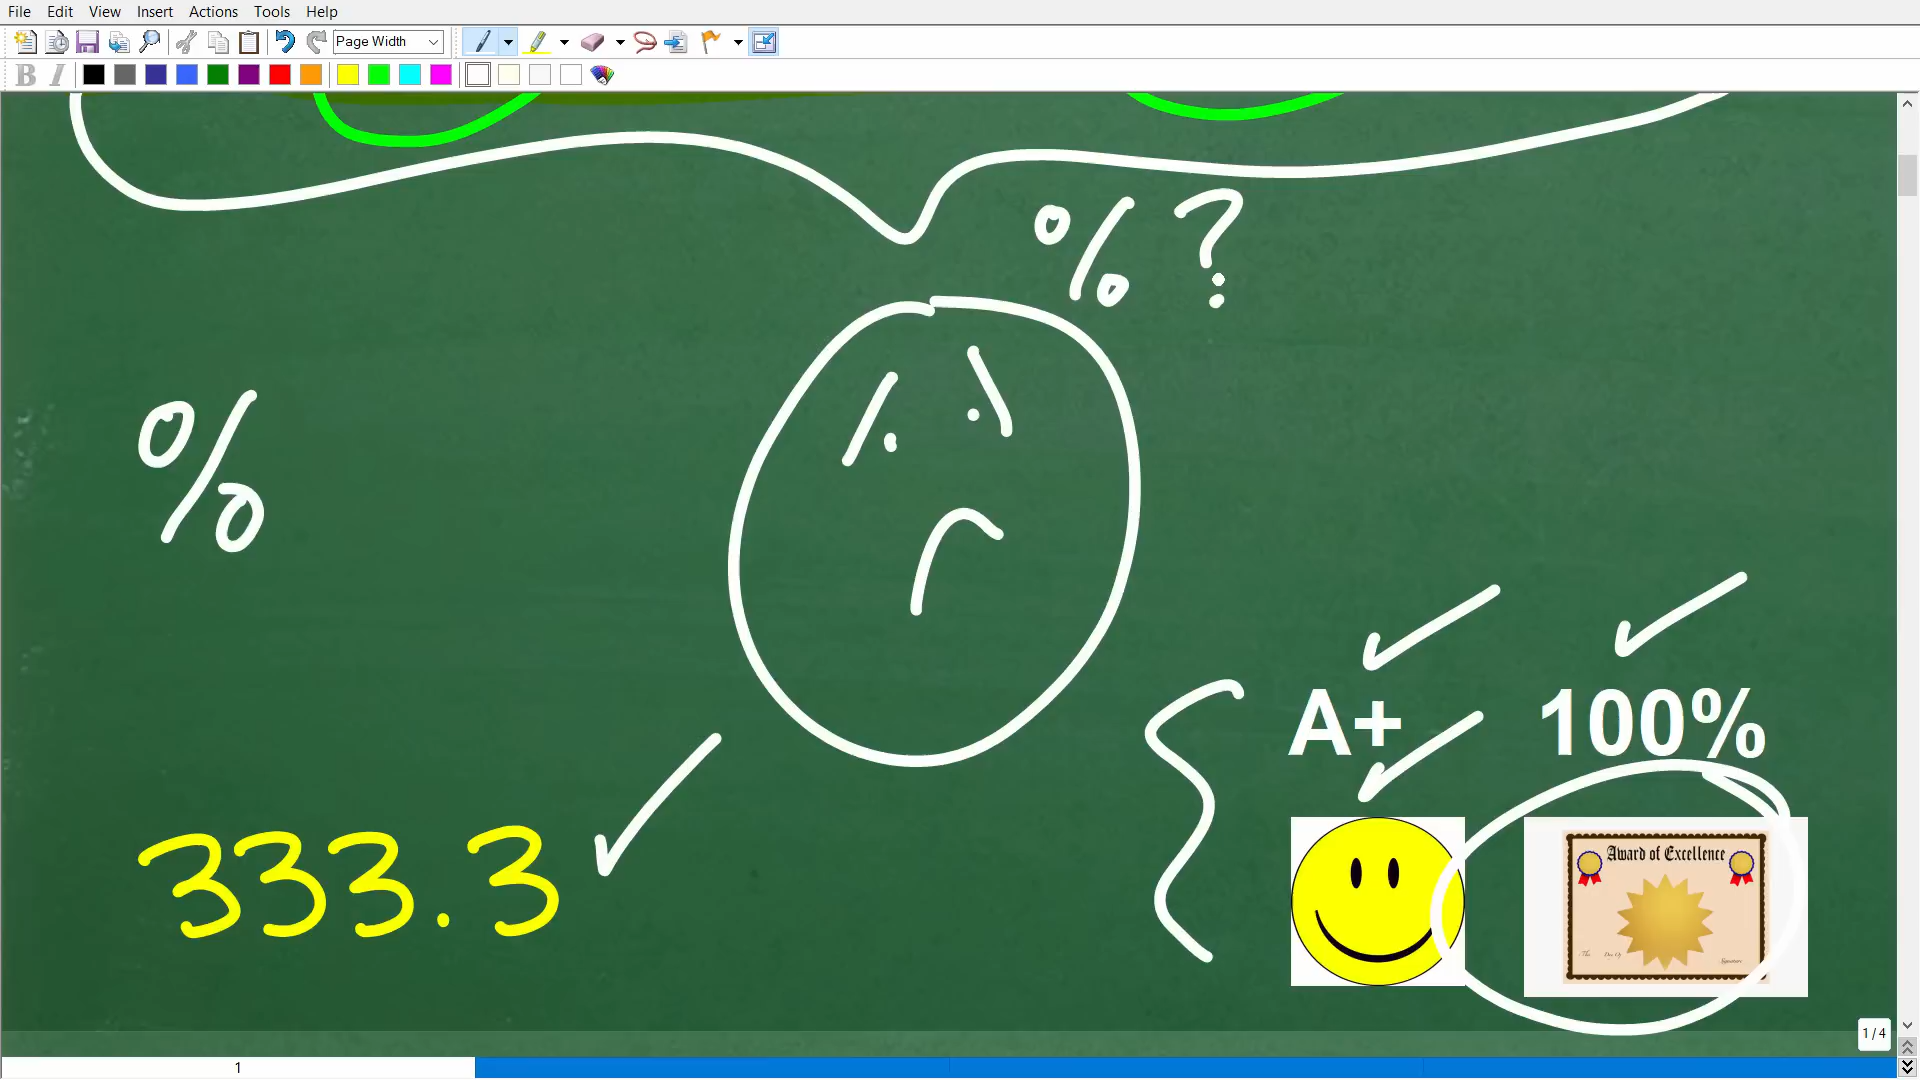 File Edit View Insert Actions Tools Help
Page Width
B I
% ?
%
A+ 100%
333.3
Award of Excellence
1 / 4
1